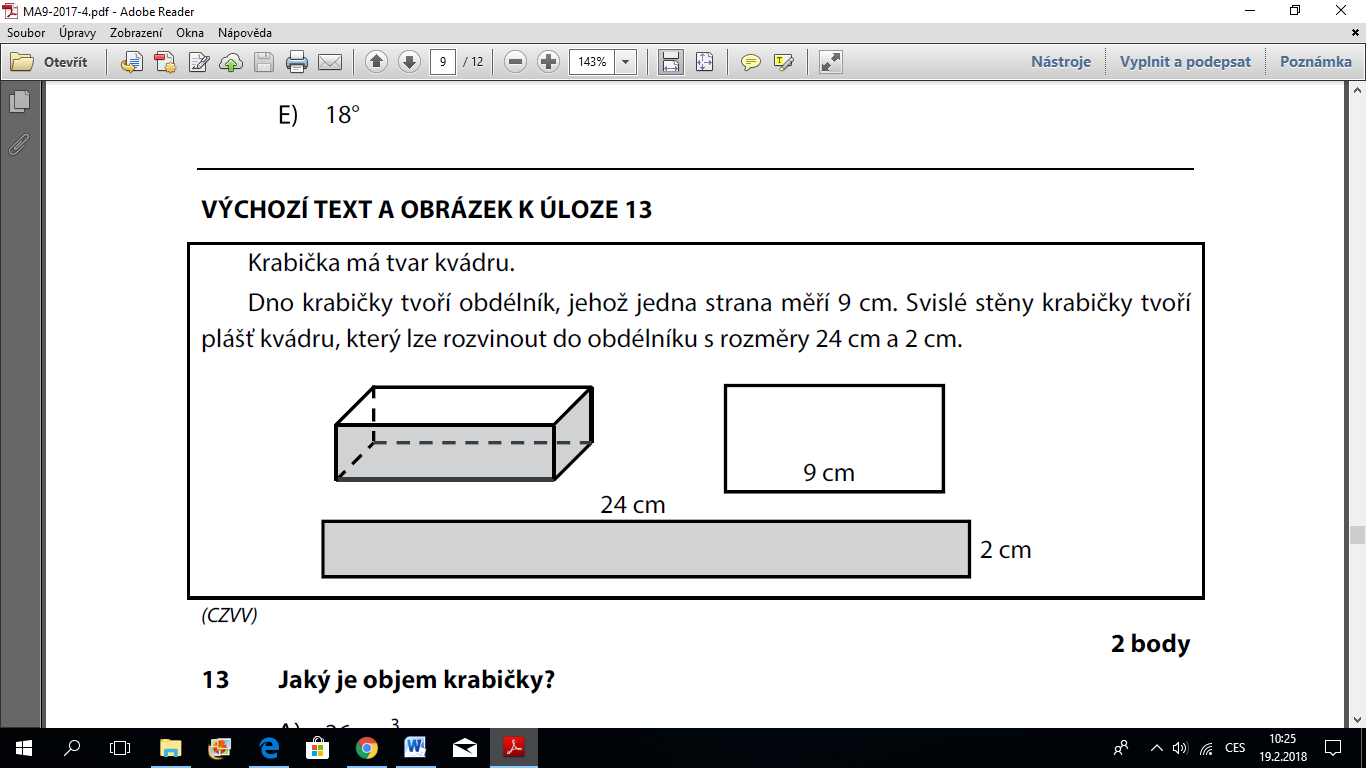 MA9-2017-4.pdf - Adobe Reader
Soubor Úpravy Zobrazení Okna Nápověda
Otevřít 9 / 12 143% Nástroje Vyplnit a podepsat Poznámka
E) 18°
VÝCHOZÍ TEXT A OBRÁZEK K ÚLOZE 13
Krabička má tvar kvádru.
Dno krabičky tvoří obdélník, jehož jedna strana měří 9 cm. Svislé stěny krabičky tvoří
plášť kvádru, který lze rozvinout do obdélníku s rozměry 24 cm a 2 cm.
9 cm
24 cm
2 cm
(CZVV)
2 body
13 Jaký je objem krabičky?
CES
10:25
19.2.2018